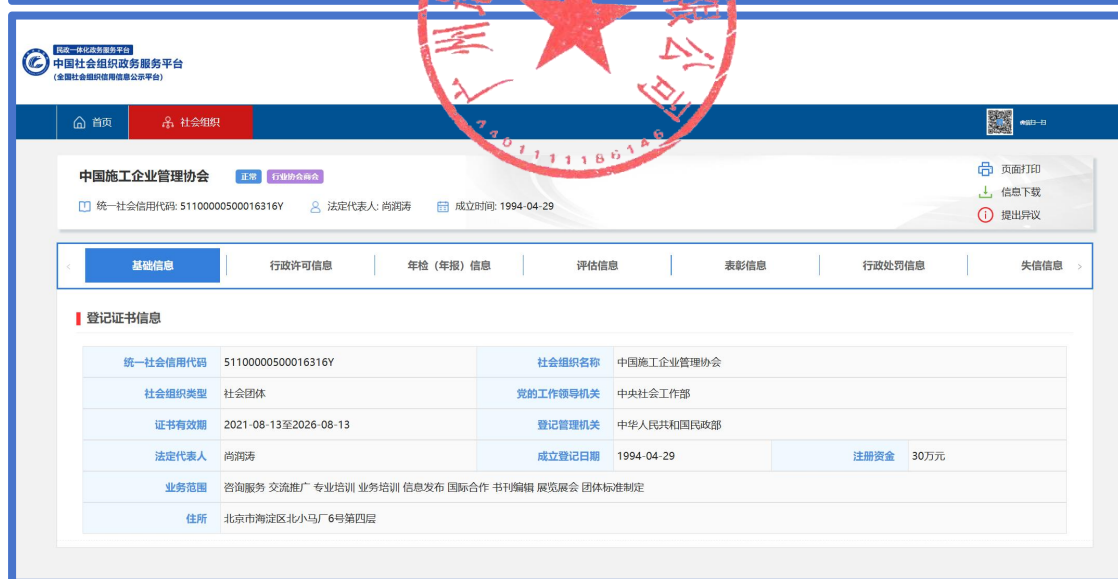 民政一体化政务服务平台
中国社会组织政务服务平台
(全国社会组织信用信息公示平台)
首页 社会组织
广州 限公司
4401111186146
中国施工企业管理协会 正常 行业协会商会
统一社会信用代码: 51100000500016316Y 法定代表人: 尚润涛 成立时间: 1994-04-29
页面打印
信息下载
提出异议
基础信息 行政许可信息 年检(年报)信息 评估信息 表彰信息 行政处罚信息 失信信息
登记证书信息
统一社会信用代码 51100000500016316Y 社会组织名称 中国施工企业管理协会
社会组织类型 社会团体 党的工作领导机关 中央社会工作部
证书有效期 2021-08-13至2026-08-13 登记管理机关 中华人民共和国民政部
法定代表人 尚润涛 成立登记日期 1994-04-29 注册资金 30万元
业务范围 咨询服务 交流推广 专业培训 业务培训 信息发布 国际合作 书刊编辑 展览展会 团体标准制定
住所 北京市海淀区北小马厂6号第四层